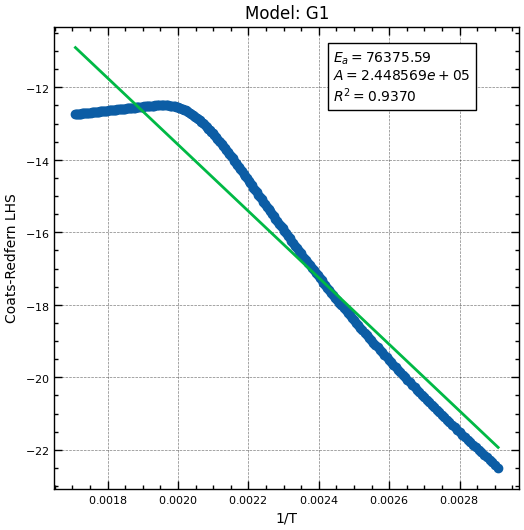 Model: G1
E_a = 76375.59
A = 2.448569e + 05
R² = 0.9370
Coats-Redfern LHS
−12
−14
−16
−18
−20
−22
0.0018 0.0020 0.0022 0.0024 0.0026 0.0028
1/T